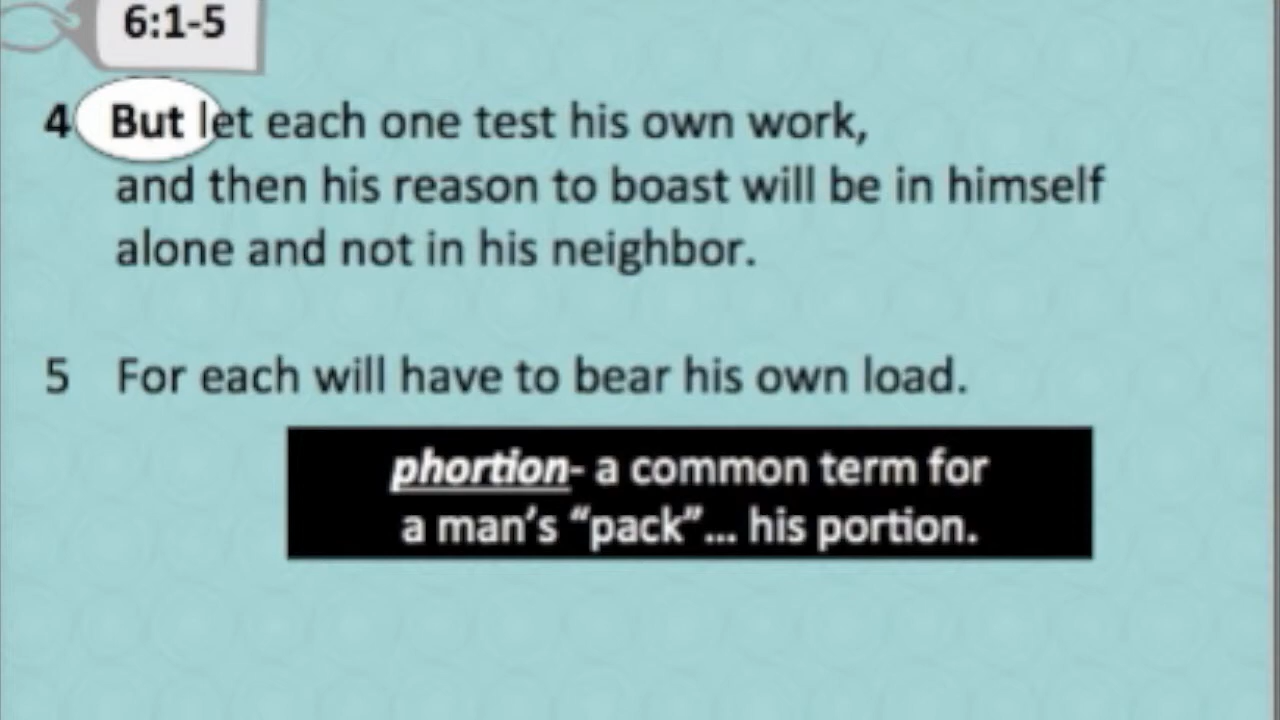 6:1-5
4 But let each one test his own work,
and then his reason to boast will be in himself
alone and not in his neighbor.
5 For each will have to bear his own load.
phortion- a common term for
a man's “pack”... his portion.